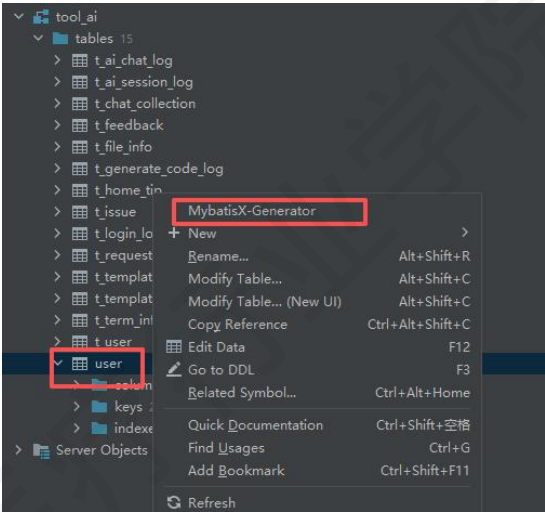 tool_ai
tables 15
t_ai_chat_log
t_ai_session_log
t_chat_collection
t_feedback
t_file_info
t_generate_code_log
t_home_tip
t_issue
MybatisX-Generator
t_login_lo
New
t_request
Rename... Alt+Shift+R
t_templat
Modify Table... Alt+Shift+C
t_templat
Modify Table... (New UI) Alt+Shift+C
t_term_inf
Copy Reference Ctrl+Alt+Shift+C
t_user
Edit Data F12
user
Go to DDL F3
colum
Related Symbol... Ctrl+Alt+Home
keys
Quick Documentation Ctrl+Shift+空格
indexe
Find Usages Ctrl+G
Server Objects
Add Bookmark Ctrl+Shift+F11
Refresh